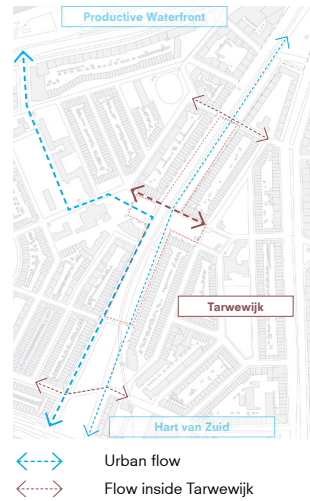 Productive Waterfront
Tarwewijk
Hart van Zuid
Urban flow
Flow inside Tarwewijk